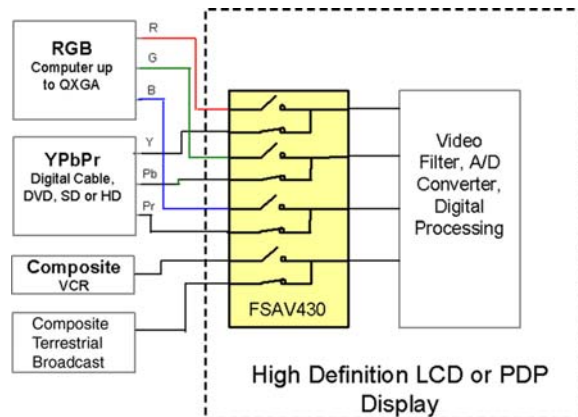 RGB
Computer up
to QXGA
R
G
B
YPbPr
Digital Cable,
DVD, SD or HD
Y
Pb
Pr
Composite
VCR
Composite
Terrestrial
Broadcast
FSAV430
Video
Filter, A/D
Converter,
Digital
Processing
High Definition LCD or PDP
Display